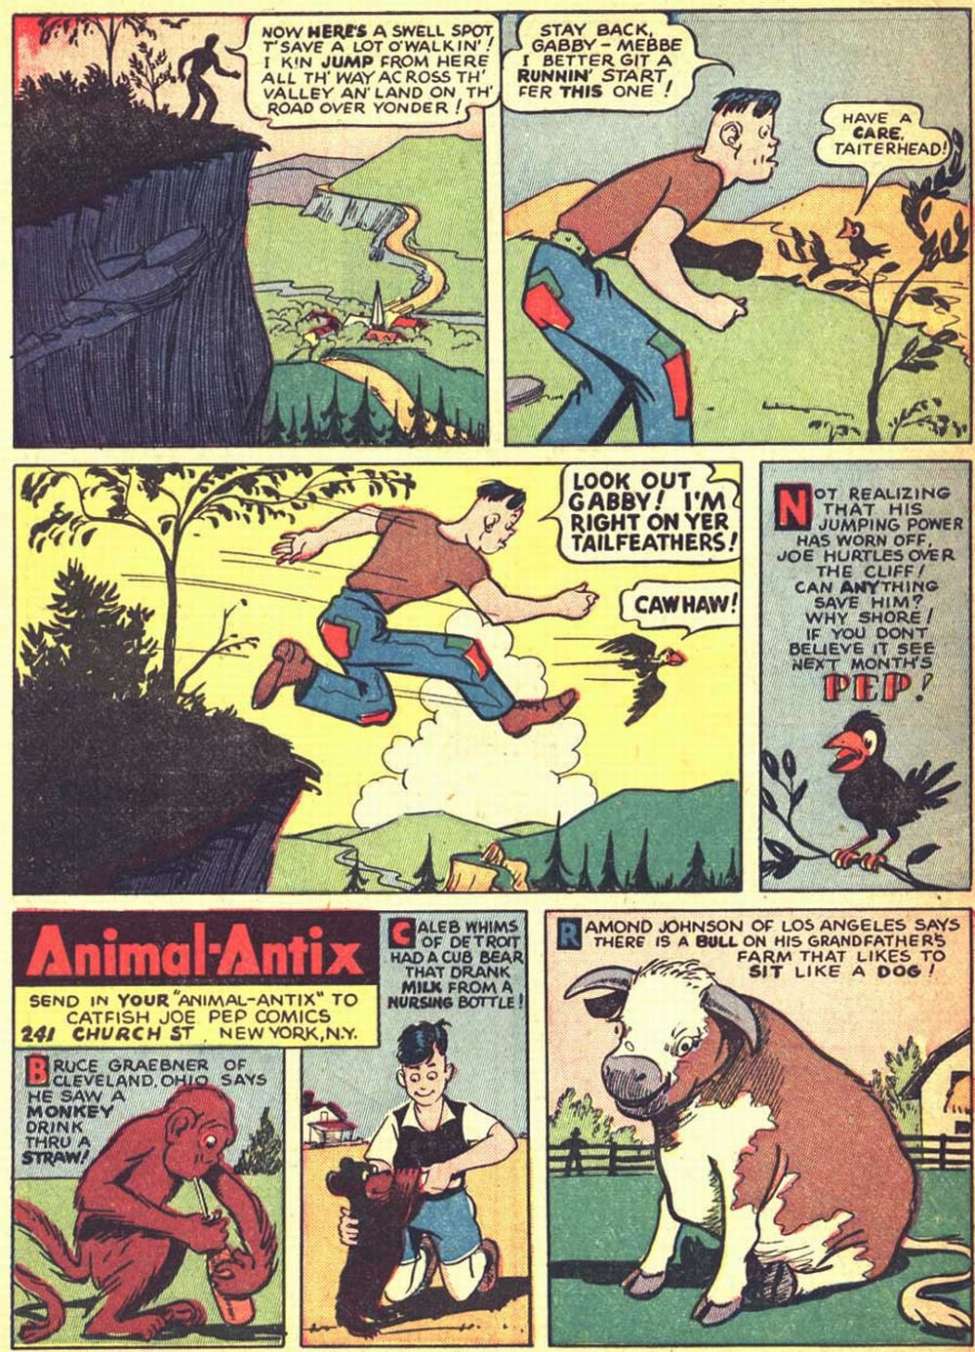 NOW HERE'S A SWELL SPOT
T'SAVE A LOT O'WALKIN'!
I K'IN JUMP FROM HERE
ALL TH' WAY ACROSS TH'
VALLEY AN' LAND ON TH'
ROAD OVER YONDER!
STAY BACK,
GABBY - MEBBE
I BETTER GIT A
RUNNIN' START
FER THIS ONE!
HAVE A
CARE,
TAITERHEAD!
LOOK OUT
GABBY! I'M
RIGHT ON YER
TAILFEATHERS!
CAW HAW!
NOT REALIZING
THAT HIS
JUMPING POWER
HAS WORN OFF,
JOE HURTLES OVER
THE CLIFF!
CAN ANYTHING
SAVE HIM?
WHY SHORE!
IF YOU DON'T
BELIEVE IT SEE
NEXT MONTH'S
PEP!
Animal-Antix
SEND IN YOUR "ANIMAL-ANTIX" TO
CATFISH JOE PEP COMICS
241 CHURCH ST NEW YORK, N.Y.
BRUCE GRAEBNER OF
CLEVELAND, OHIO SAYS
HE SAW A
MONKEY
DRINK
THRU A
STRAW!
CALEB WHIMS
OF DETROIT
HAD A CUB BEAR
THAT DRANK
MILK FROM A
NURSING BOTTLE!
RAMOND JOHNSON OF LOS ANGELES SAYS
THERE IS A BULL ON HIS GRANDFATHER'S
FARM THAT LIKES TO
SIT LIKE A DOG!